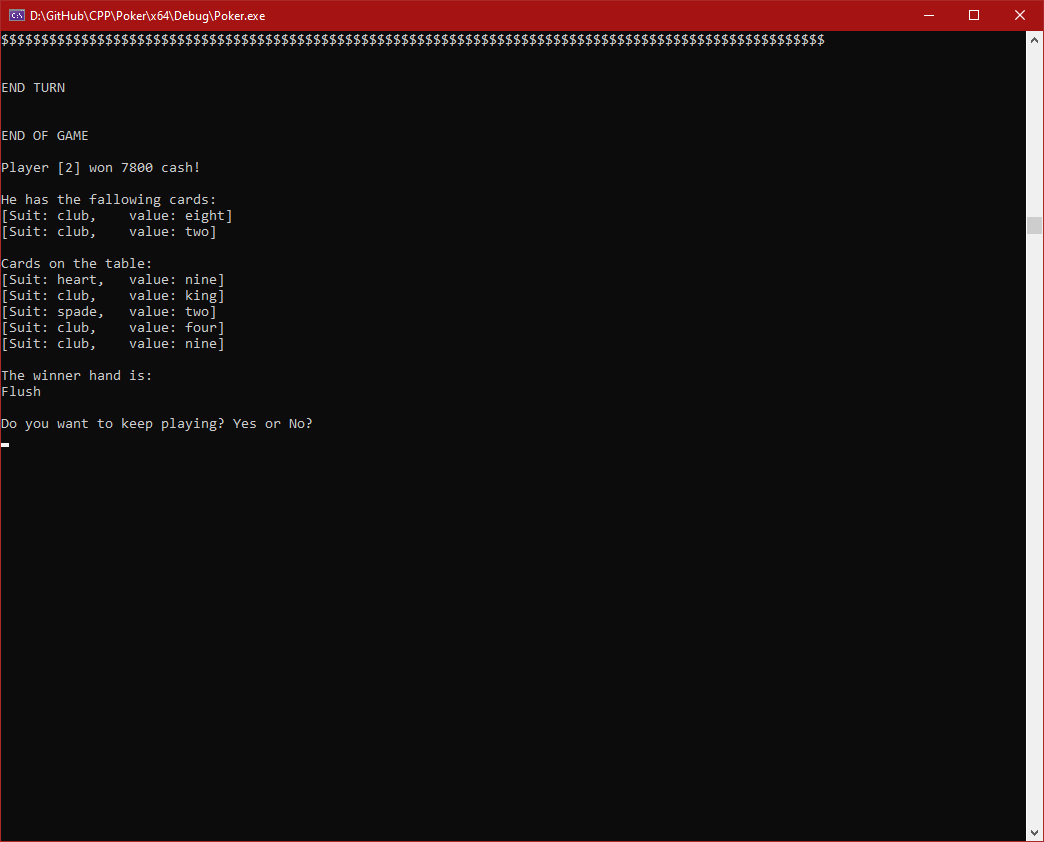 D:\GitHub\CPP\Poker\x64\Debug\Poker.exe
$$$$$$$$$$$$$$$$$$$$$$$$$$$$$$$$$$$$$$$$$$$$$$$$$$$$$$$$$$$$$$$$$$$$$$$$$$$$$$$$$$$$$$$$$$$$$$$$$$$$$$$
END TURN
END OF GAME
Player [2] won 7800 cash!
He has the fallowing cards:
[Suit: club,    value: eight]
[Suit: club,    value: two]
Cards on the table:
[Suit: heart,   value: nine]
[Suit: club,    value: king]
[Suit: spade,   value: two]
[Suit: club,    value: four]
[Suit: club,    value: nine]
The winner hand is:
Flush
Do you want to keep playing? Yes or No?